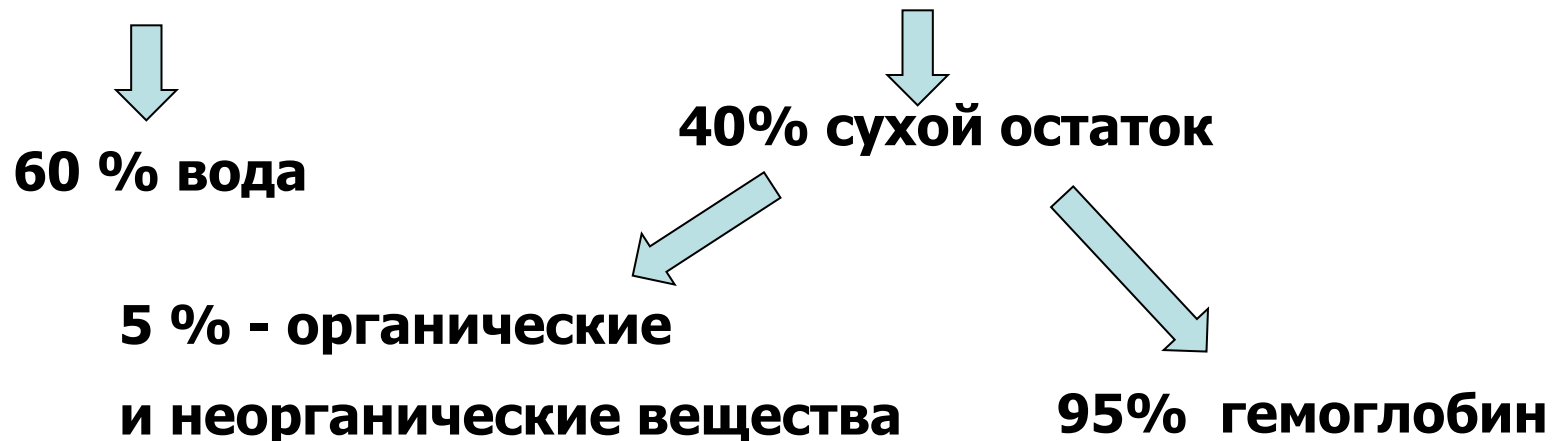 40% сухой остаток
60 % вода
5 % - органические
и неорганические вещества
95% гемоглобин